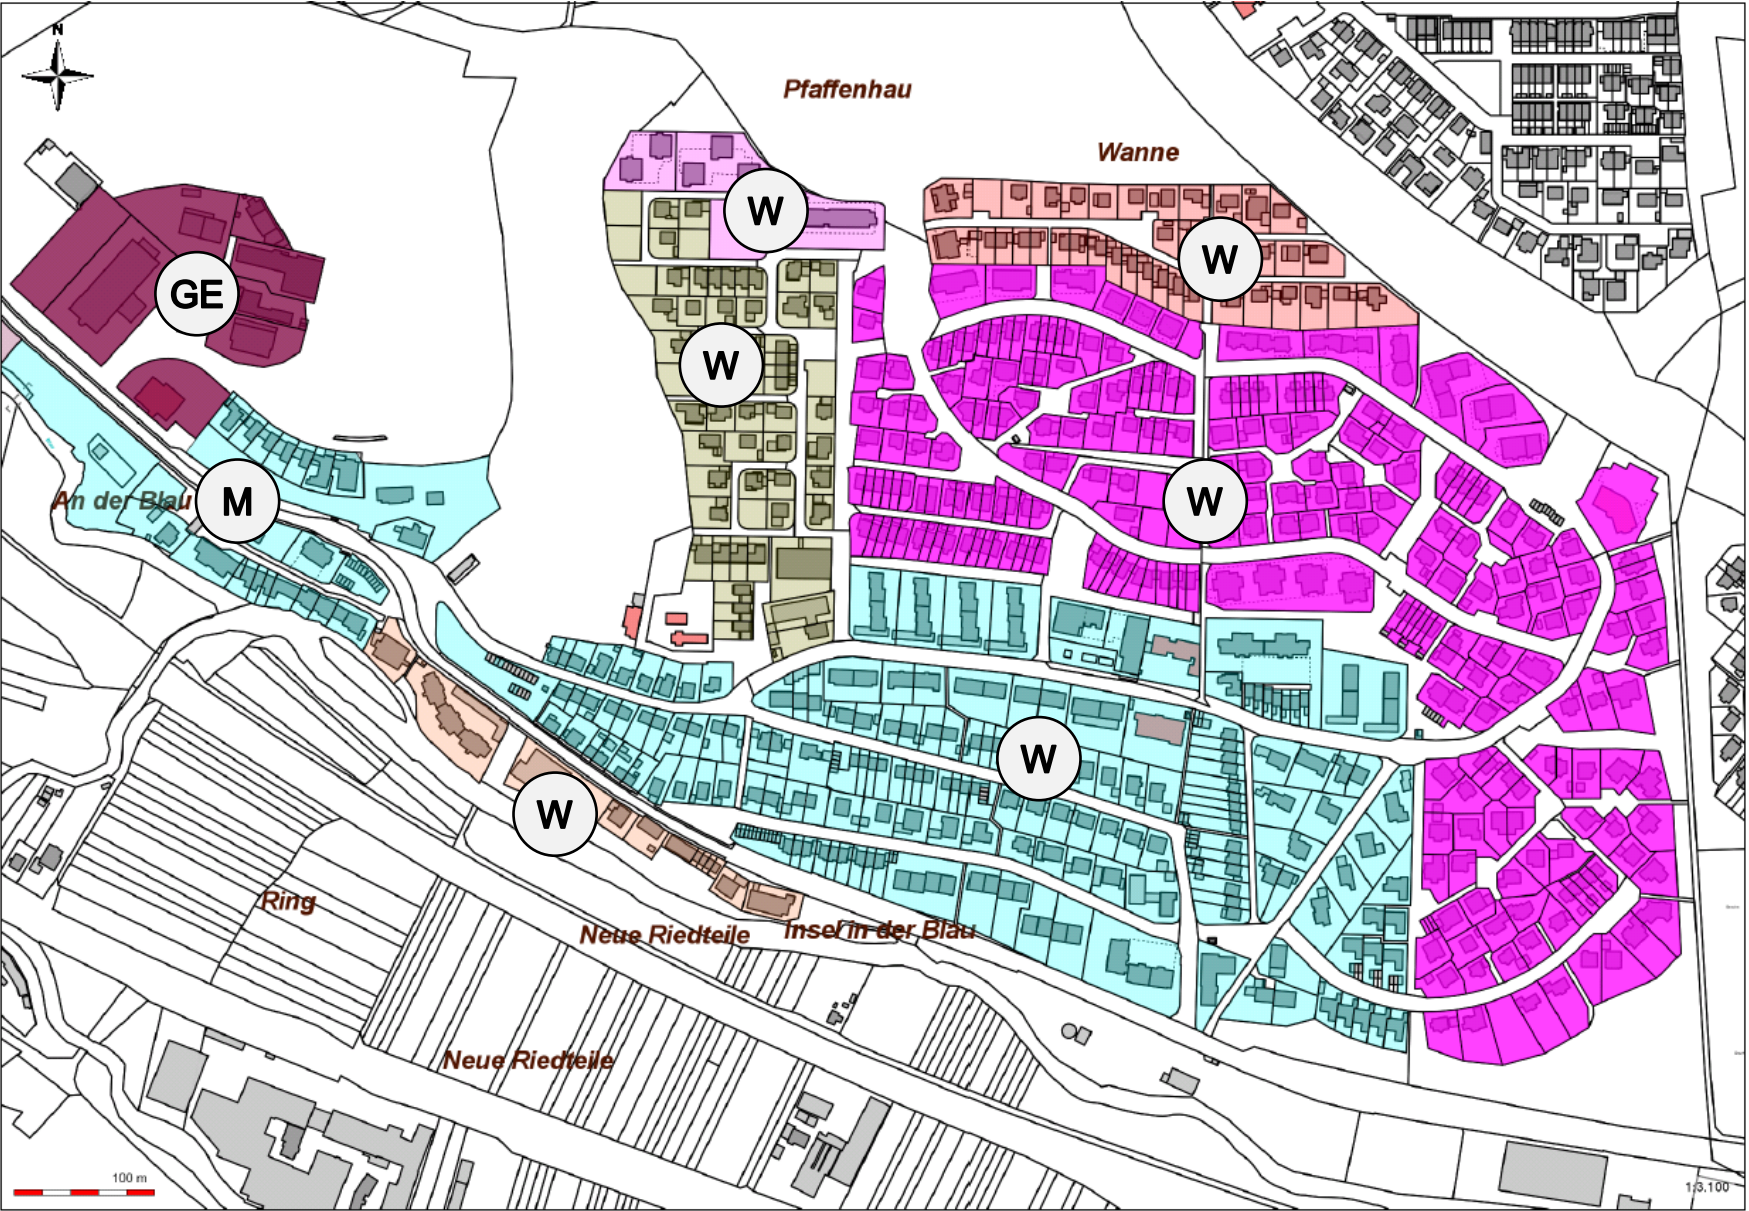 N
Pfaffenhau
Wanne
W
W
GE
W
An der Blau
M
W
W
W
Ring
Neue Riedteile
Insel in der Blau
Neue Riedteile
100 m
1:3.100